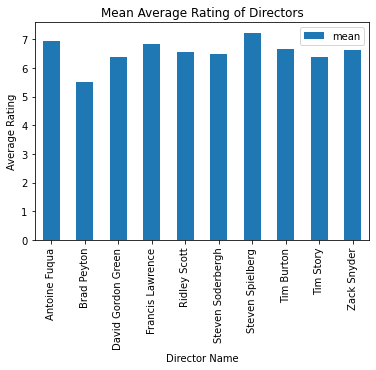 Mean Average Rating of Directors
mean
7
6
5
4
3
2
1
0
Average Rating
Antoine Fuqua
Brad Peyton
David Gordon Green
Francis Lawrence
Ridley Scott
Steven Soderbergh
Steven Spielberg
Tim Burton
Tim Story
Zack Snyder
Director Name